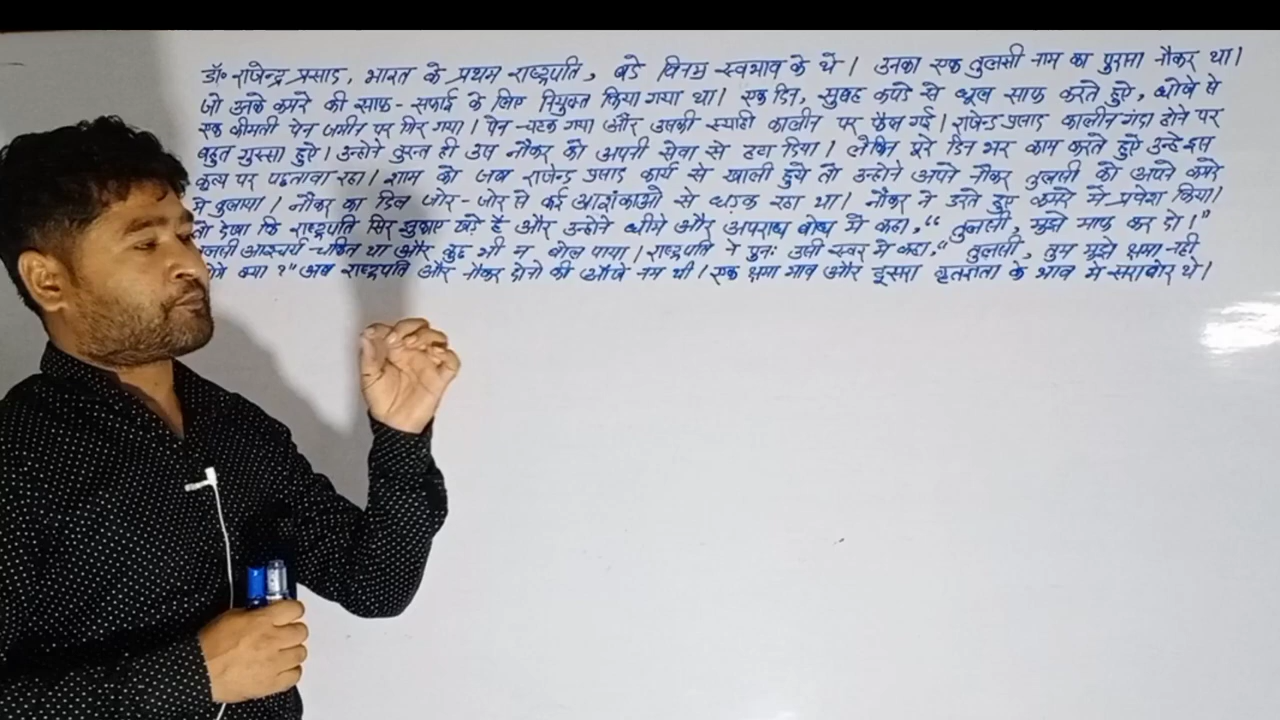 डॉ० राजेन्द्र प्रसाद, भारत के प्रथम राष्ट्रपति, बडे विनम्र स्वभाव के थे। उनका एक तुलसी नाम का पुराना नौकर था।
जो उनके कमरे की साफ-सफाई के लिए नियुक्त किया गया था। एक दिन, सुबह कपडे से धूल साफ करते हुऐ, धोखे से
एक कीमती पेन जमीन पर गिर गया। पेन चटक गया और उसकी स्याही कालीन पर फैल गई। राजेन्द्र प्रसाद कालीन गंदा होने पर
बहुत गुस्सा हुऐ। उन्होने तुरन्त ही उस नौकर को अपनी सेवा से हटा दिया। लेकिन पूरे दिन भर काम करते हुऐ उन्हे इस
कृत्य पर पछतावा रहा। शाम को जब राजेन्द्र प्रसाद कार्य से खाली हुये तो उन्होने अपने नौकर तुलसी को अपने कमरे
मे बुलाया। नौकर का दिल जोर-जोर से कई आशंकाओ से धड़क रहा था। नौकर ने डरते हुए कमरे मे प्रवेश किया।
तो देखा कि राष्ट्रपति सिर झुकाए खड़े है और उन्होने धीमे और अपराध बोध मे कहा, “ तुलसी, मुझे माफ कर दो।”
आश्चर्य चकित था और कुछ भी न बोल पाया। राष्ट्रपति ने पुनः उसी स्वर मे कहा,“ तुलसी, तुम मुझे क्षमा नही
क्या ?” अब राष्ट्रपति और नौकर दोनो की आँखे नम थी। एक क्षमा भाव और दूसरा कृतज्ञता के भाव मे सराबोर थे।